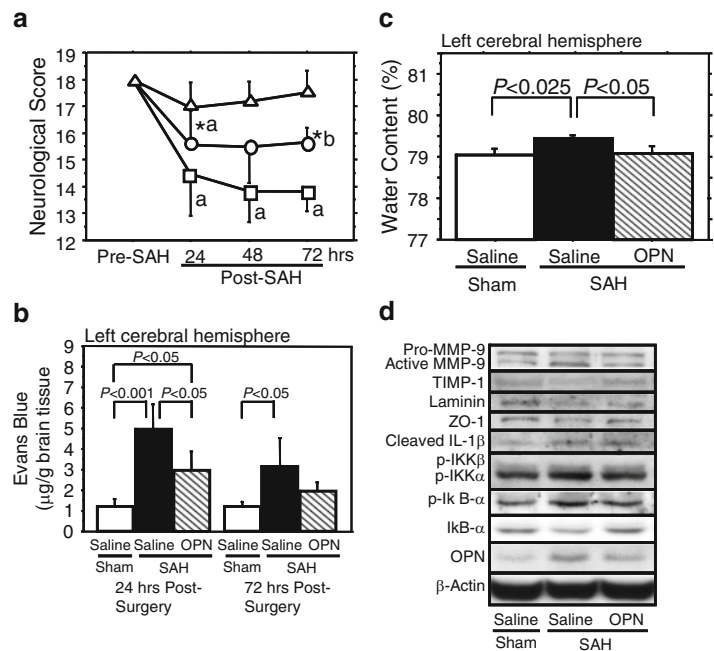 a
Neurological Score
19
18
17
16
15
14
13
12
*a
*b
a
a
a
Pre-SAH
24
48
72 hrs
Post-SAH
b
Left cerebral hemisphere
Evans Blue
(µg/g brain tissue
9
8
7
6
5
4
3
2
1
0
P<0.05
P<0.001
P<0.05
P<0.05
Saline Saline OPN
Saline Saline OPN
Sham SAH
Sham SAH
24 hrs Post-
Surgery
72 hrs Post-
Surgery
c
Left cerebral hemisphere
Water Content (%)
81
80
79
78
77
P<0.025
P<0.05
Saline Saline OPN
Sham SAH
d
Pro-MMP-9
Active MMP-9
TIMP-1
Laminin
ZO-1
Cleaved IL-1β
p-IKKβ
p-IKKα
p-Ik B-α
IkB-α
OPN
β-Actin
Saline Saline OPN
Sham SAH